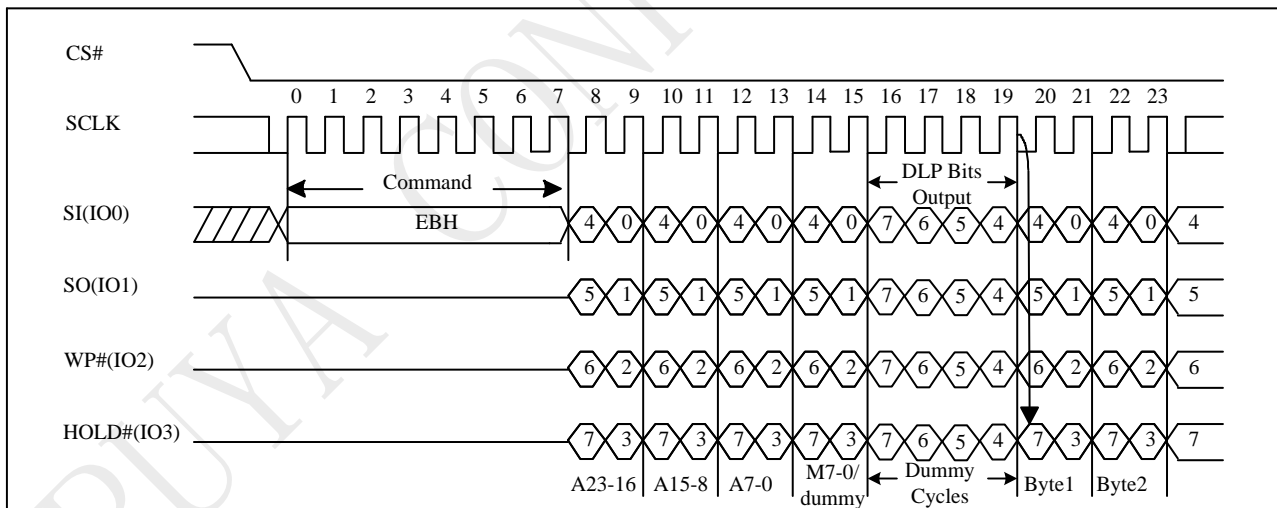 CS#
0 1 2 3 4 5 6 7 8 9 10 11 12 13 14 15 16 17 18 19 20 21 22 23
SCLK
Command
DLP Bits
Output
SI(IO0)
EBH
4 0 4 0 4 0 4 0 7 6 5 4 4 0 4 0 4
SO(IO1)
5 1 5 1 5 1 5 1 7 6 5 4 5 1 5 1 5
WP#(IO2)
6 2 6 2 6 2 6 2 7 6 5 4 6 2 6 2 6
HOLD#(IO3)
7 3 7 3 7 3 7 3 7 6 5 4 7 3 7 3 7
A23-16 A15-8 A7-0
M7-0/
dummy
Dummy
Cycles
Byte1 Byte2
PUYA CONF